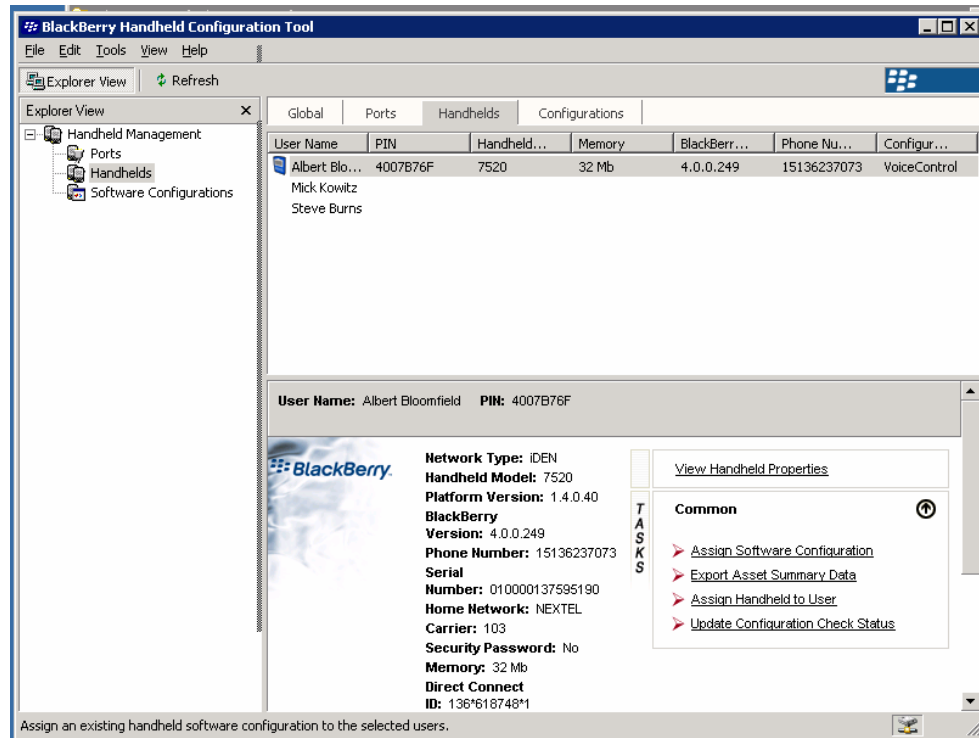 BlackBerry Handheld Configuration Tool
File Edit Tools View Help
Explorer View Refresh
Explorer View
Handheld Management
Ports
Handhelds
Software Configurations
Global Ports Handhelds Configurations
User Name PIN Handheld... Memory BlackBerr... Phone Nu... Configur...
Albert Blo... 4007B76F 7520 32 Mb 4.0.0.249 15136237073 VoiceControl
Mick Kowitz
Steve Burns
User Name: Albert Bloomfield PIN: 4007B76F
BlackBerry.
Network Type: iDEN
Handheld Model: 7520
Platform Version: 1.4.0.40
BlackBerry
Version: 4.0.0.249
Phone Number: 15136237073
Serial
Number: 010000137595190
Home Network: NEXTEL
Carrier: 103
Security Password: No
Memory: 32 Mb
Direct Connect
ID: 136*618748*1
TASKS
View Handheld Properties
Common
Assign Software Configuration
Export Asset Summary Data
Assign Handheld to User
Update Configuration Check Status
Assign an existing handheld software configuration to the selected users.